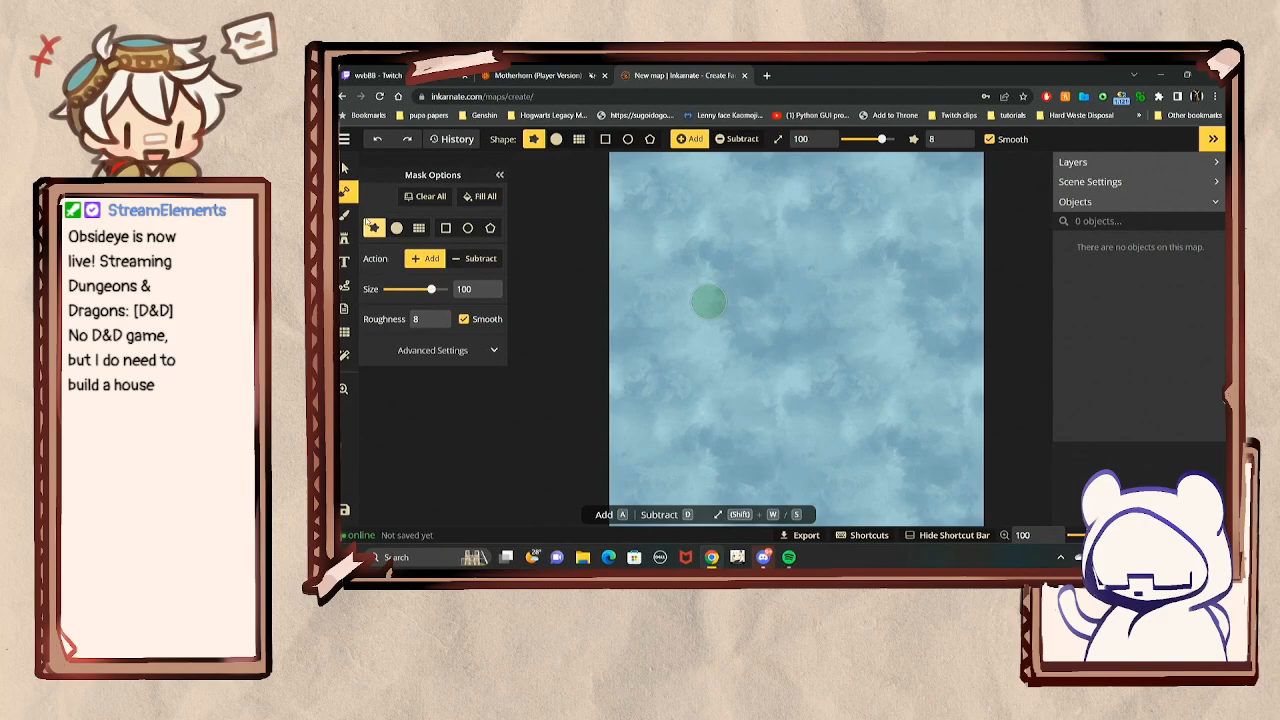 wvb88 - Twitch
Motherhorn (Player Version)
New map | Inkarnate - Create Fa
inkarnate.com/maps/create/
Bookmarks
pupa papers
Genshin
Hogwarts Legacy M...
https://sugoidogo...
Lenny face Kaomoji...
(1) Python GUI pro...
Add to Throne
Twitch clips
tutorials
Hard Waste Disposal
»
Other bookmarks
History
Shape:
Add
Subtract
100
8
Smooth
Mask Options
Clear All
Fill All
Action
Add
Subtract
Size
100
Roughness
8
Smooth
Advanced Settings
Layers
Scene Settings
Objects
0 objects...
There are no objects on this map.
StreamElements
Obsideye is now
live! Streaming
Dungeons &
Dragons: [D&D]
No D&D game,
but I do need to
build a house
Add A Subtract D (Shift) + W / S
online
Not saved yet
Export
Shortcuts
Hide Shortcut Bar
100
Search
28°